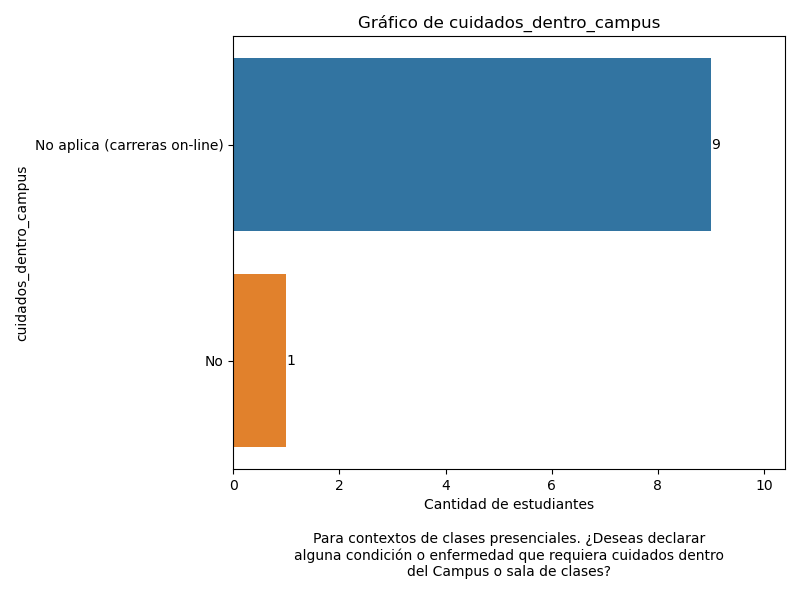 Gráfico de cuidados_dentro_campus
cuidados_dentro_campus
No aplica (carreras on-line)
9
No
1
0 2 4 6 8 10
Cantidad de estudiantes
Para contextos de clases presenciales. ¿Deseas declarar
alguna condición o enfermedad que requiera cuidados dentro
del Campus o sala de clases?